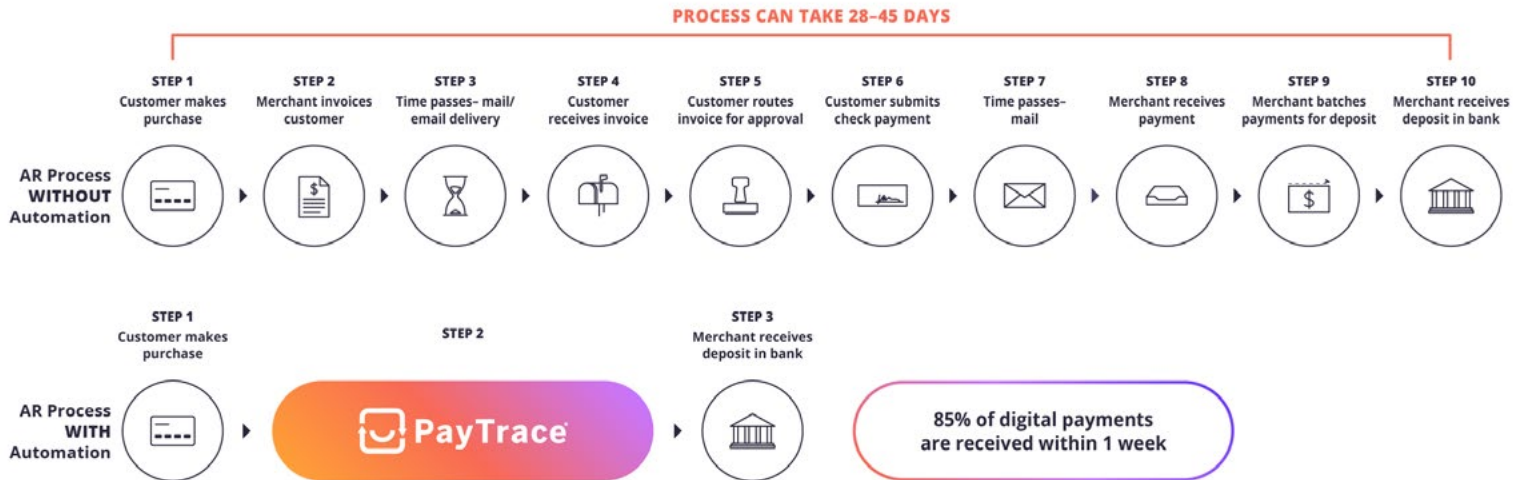 PROCESS CAN TAKE 28–45 DAYS
STEP 1
Customer makes
purchase
STEP 2
Merchant invoices
customer
STEP 3
Time passes– mail/
email delivery
STEP 4
Customer
receives invoice
STEP 5
Customer routes
invoice for approval
STEP 6
Customer submits
check payment
STEP 7
Time passes–
mail
STEP 8
Merchant receives
payment
STEP 9
Merchant batches
payments for deposit
STEP 10
Merchant receives
deposit in bank
AR Process
WITHOUT
Automation
$
$
STEP 1
Customer makes
purchase
STEP 2
STEP 3
Merchant receives
deposit in bank
AR Process
WITH
Automation
PayTrace
85% of digital payments
are received within 1 week